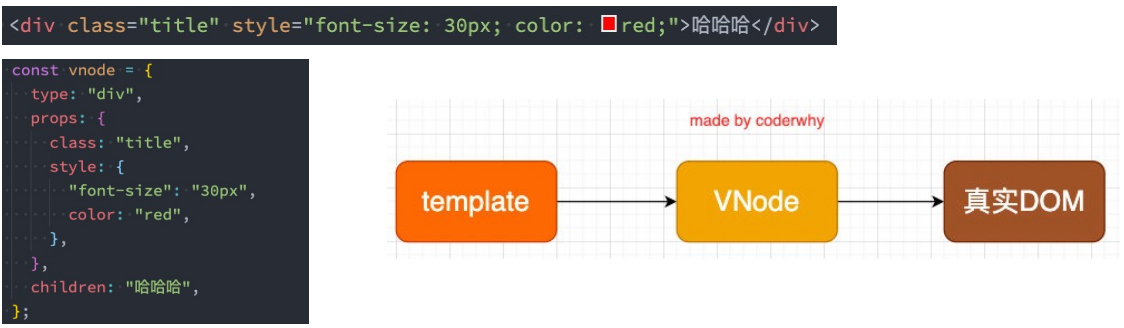 <div class="title" style="font-size: 30px; color: red;">哈哈哈</div>
const vnode = {
  type: "div",
  props: {
    class: "title",
    style: {
      "font-size": "30px",
      color: "red",
    },
  },
  children: "哈哈哈",
};
made by coderwhy
template
VNode
真实DOM